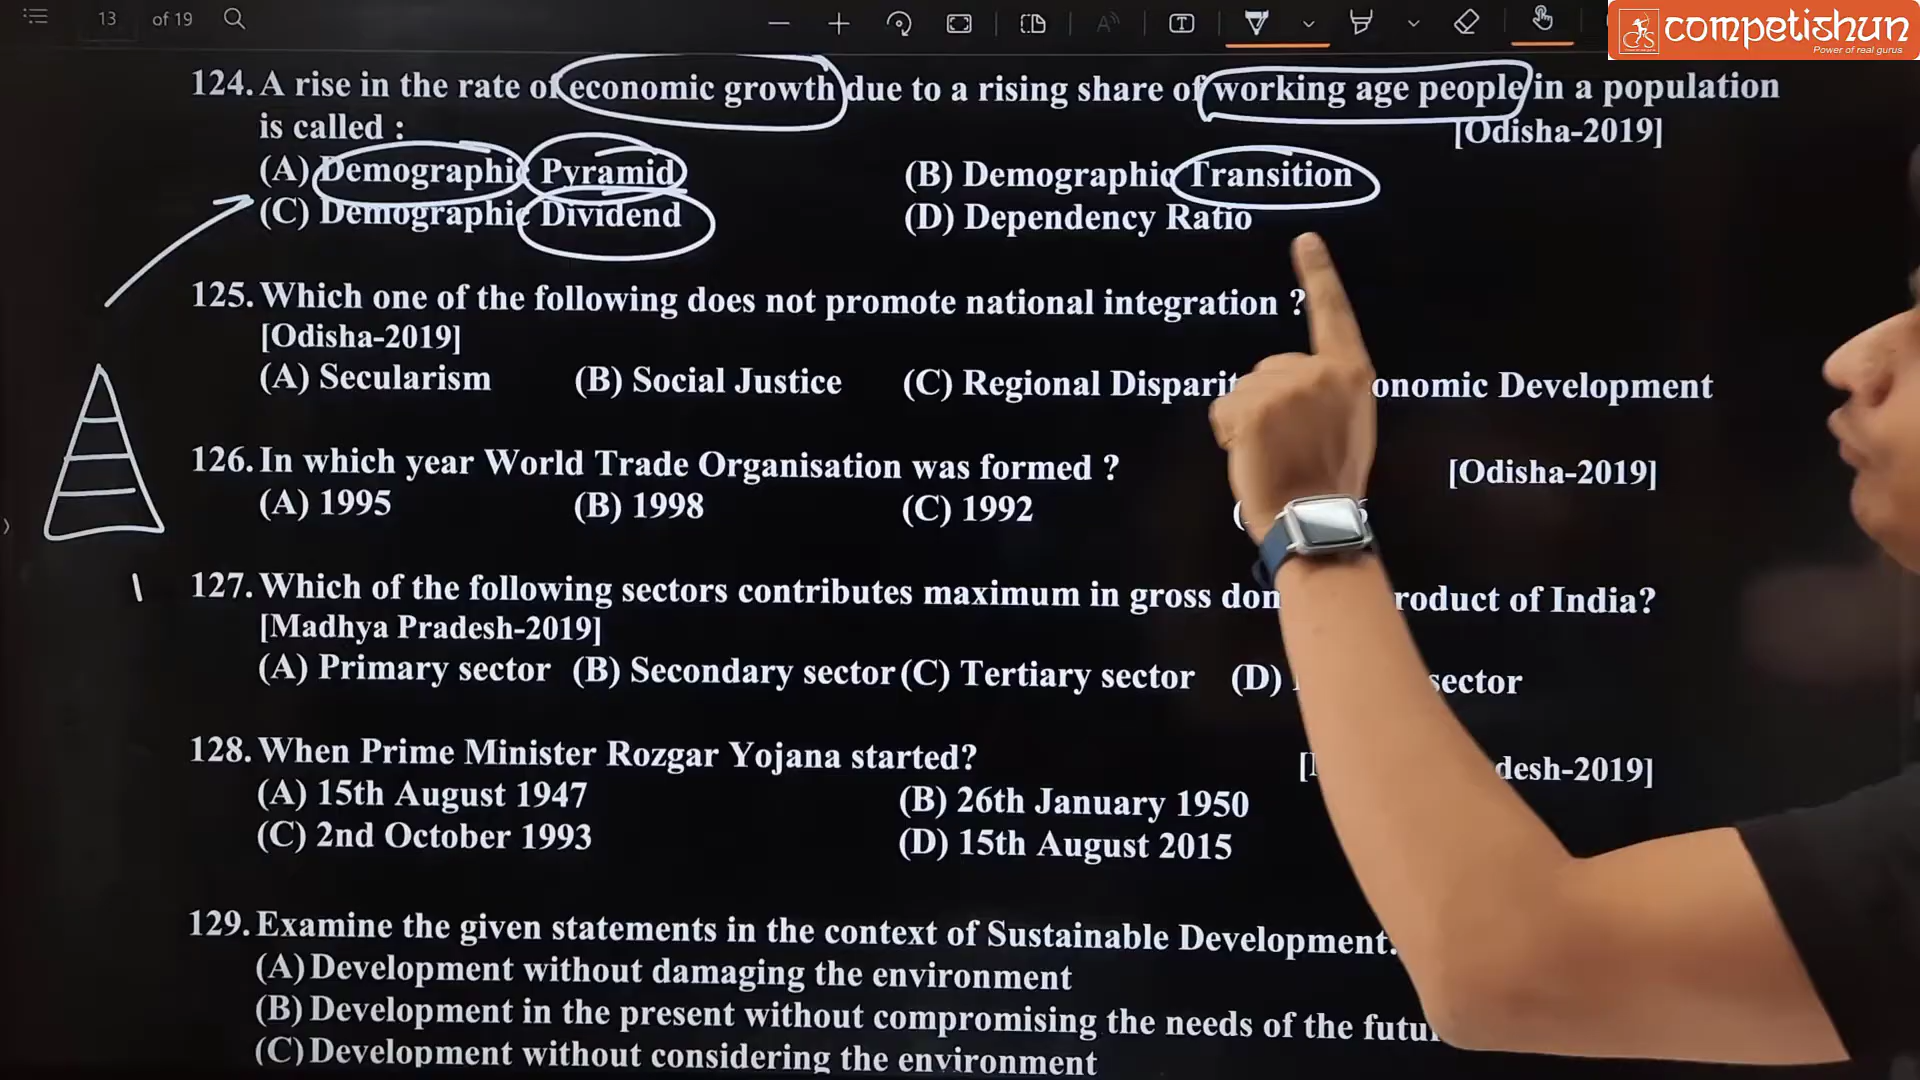 13 of 19
competishun
Power of real gurus
124. A rise in the rate of economic growth due to a rising share of working age people in a population
is called : [Odisha-2019]
(A) Demographic Pyramid (B) Demographic Transition
(C) Demographic Dividend (D) Dependency Ratio
125. Which one of the following does not promote national integration ?
[Odisha-2019]
(A) Secularism (B) Social Justice (C) Regional Disparit onomic Development
126. In which year World Trade Organisation was formed ? [Odisha-2019]
(A) 1995 (B) 1998 (C) 1992
127. Which of the following sectors contributes maximum in gross dom roduct of India?
[Madhya Pradesh-2019]
(A) Primary sector (B) Secondary sector (C) Tertiary sector (D) sector
128. When Prime Minister Rozgar Yojana started? desh-2019]
(A) 15th August 1947 (B) 26th January 1950
(C) 2nd October 1993 (D) 15th August 2015
129. Examine the given statements in the context of Sustainable Development.
(A) Development without damaging the environment
(B) Development in the present without compromising the needs of the futu
(C) Development without considering the environment